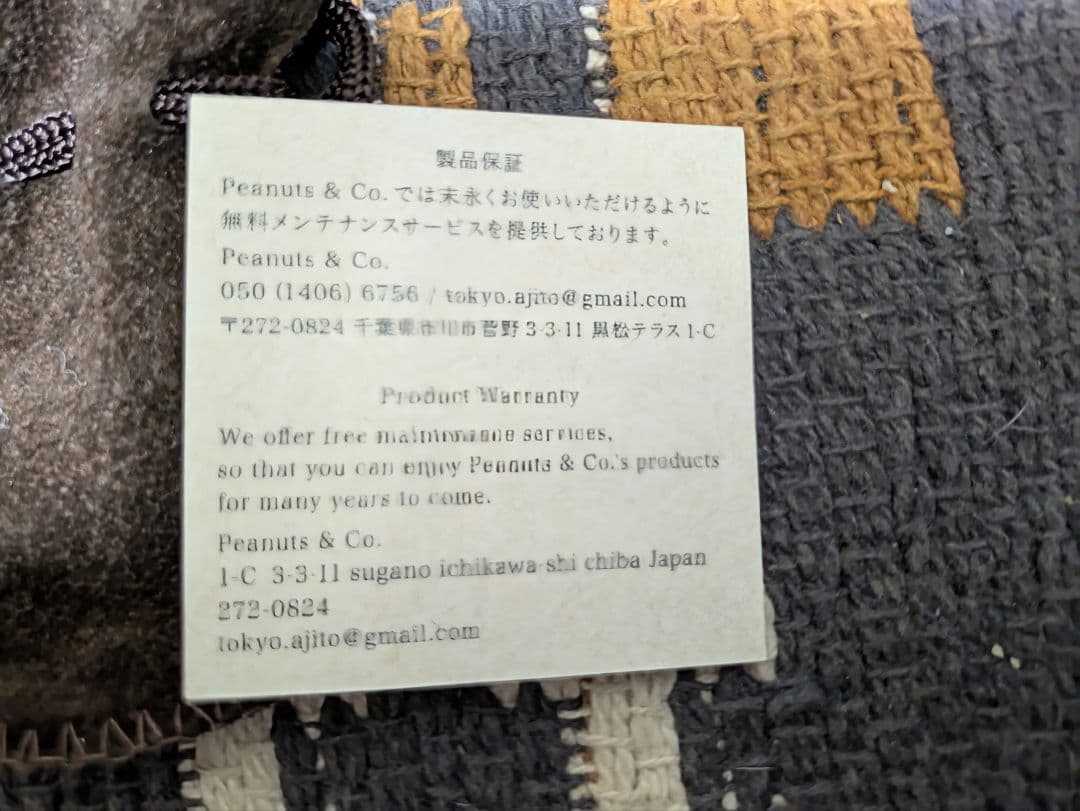 製品保証
Peanuts & Co. では末永くお使いいただけるように
無料メンテナンスサービスを提供しております。
Peanuts & Co.
050 (1406) 6756 / tokyo.ajito@gmail.com
〒272-0824 千葉県市川市菅野 3-3-11 黒松テラス 1-C
Product Warranty
We offer free maintenance services,
so that you can enjoy Peanuts & Co.'s products
for many years to come.
Peanuts & Co.
1-C 3-3-11 sugano ichikawa-shi chiba Japan
272-0824
tokyo.ajito@gmail.com